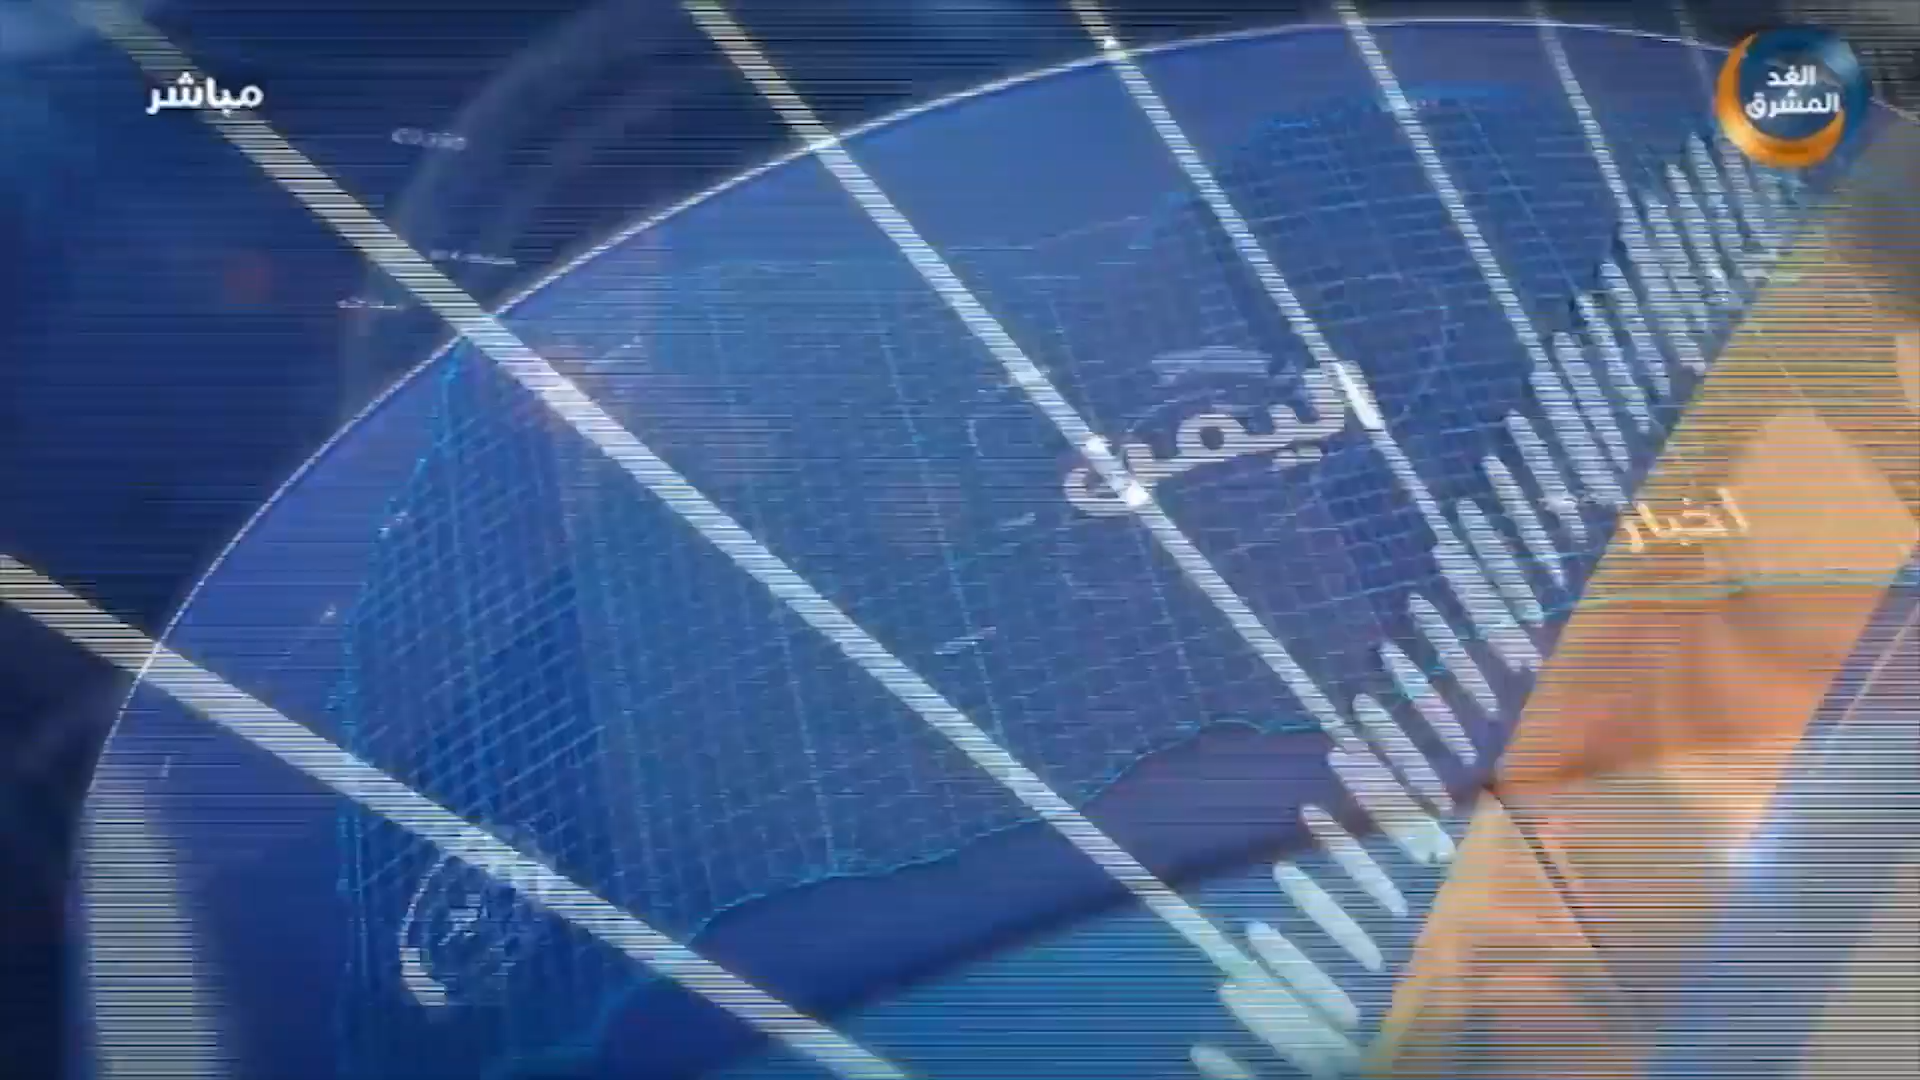 مباشر
الغد
المشرق
اليمن
اخبار